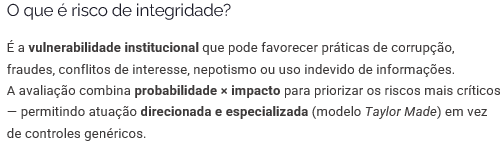 O que é risco de integridade?
É a vulnerabilidade institucional que pode favorecer práticas de corrupção,
fraudes, conflitos de interesse, nepotismo ou uso indevido de informações.
A avaliação combina probabilidade × impacto para priorizar os riscos mais críticos
— permitindo atuação direcionada e especializada (modelo Taylor Made) em vez
de controles genéricos.